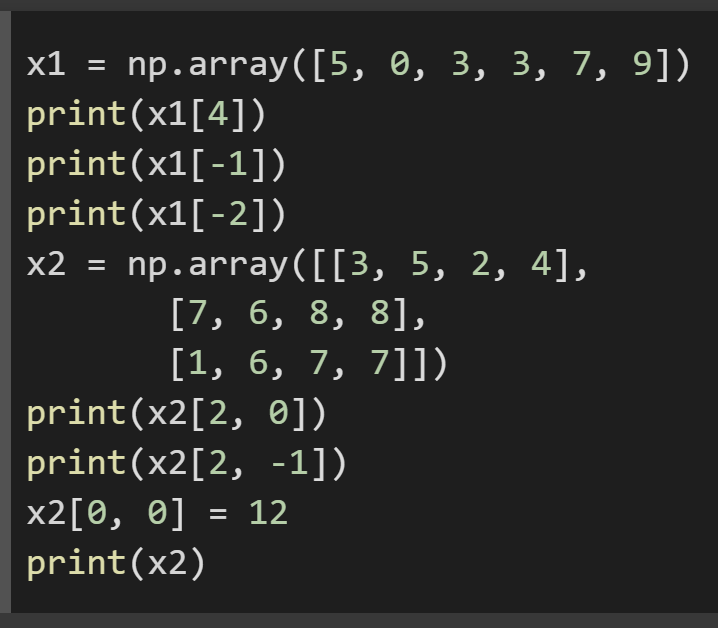 x1 = np.array([5, 0, 3, 3, 7, 9])
print(x1[4])
print(x1[-1])
print(x1[-2])
x2 = np.array([[3, 5, 2, 4],
       [7, 6, 8, 8],
       [1, 6, 7, 7]])
print(x2[2, 0])
print(x2[2, -1])
x2[0, 0] = 12
print(x2)